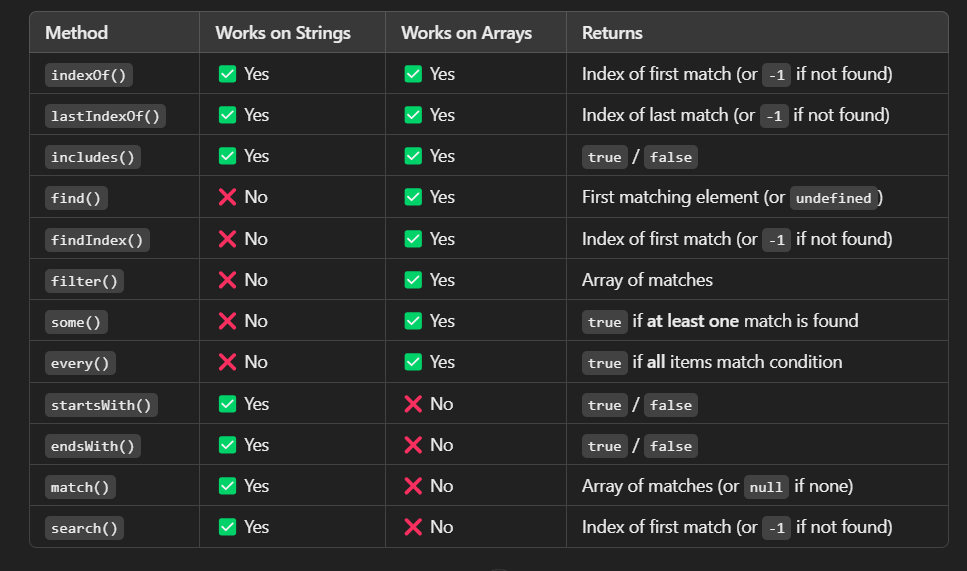 Method Works on Strings Works on Arrays Returns
indexOf() ✅ Yes ✅ Yes Index of first match (or -1 if not found)
lastIndexOf() ✅ Yes ✅ Yes Index of last match (or -1 if not found)
includes() ✅ Yes ✅ Yes true / false
find() ❌ No ✅ Yes First matching element (or undefined)
findIndex() ❌ No ✅ Yes Index of first match (or -1 if not found)
filter() ❌ No ✅ Yes Array of matches
some() ❌ No ✅ Yes true if at least one match is found
every() ❌ No ✅ Yes true if all items match condition
startsWith() ✅ Yes ❌ No true / false
endsWith() ✅ Yes ❌ No true / false
match() ✅ Yes ❌ No Array of matches (or null if none)
search() ✅ Yes ❌ No Index of first match (or -1 if not found)